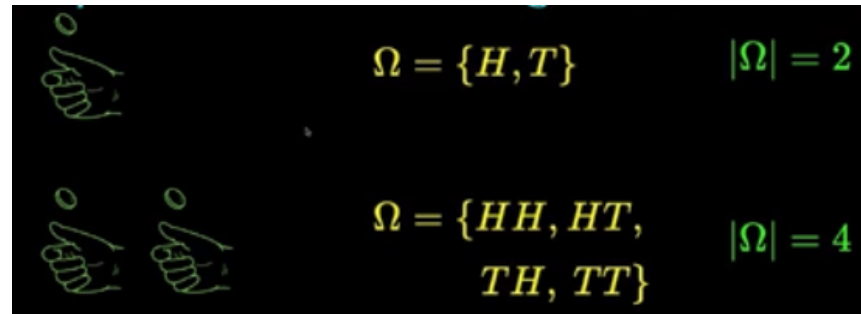 Ω = {H, T} |Ω| = 2
Ω = {HH, HT, |Ω| = 4
TH, TT}